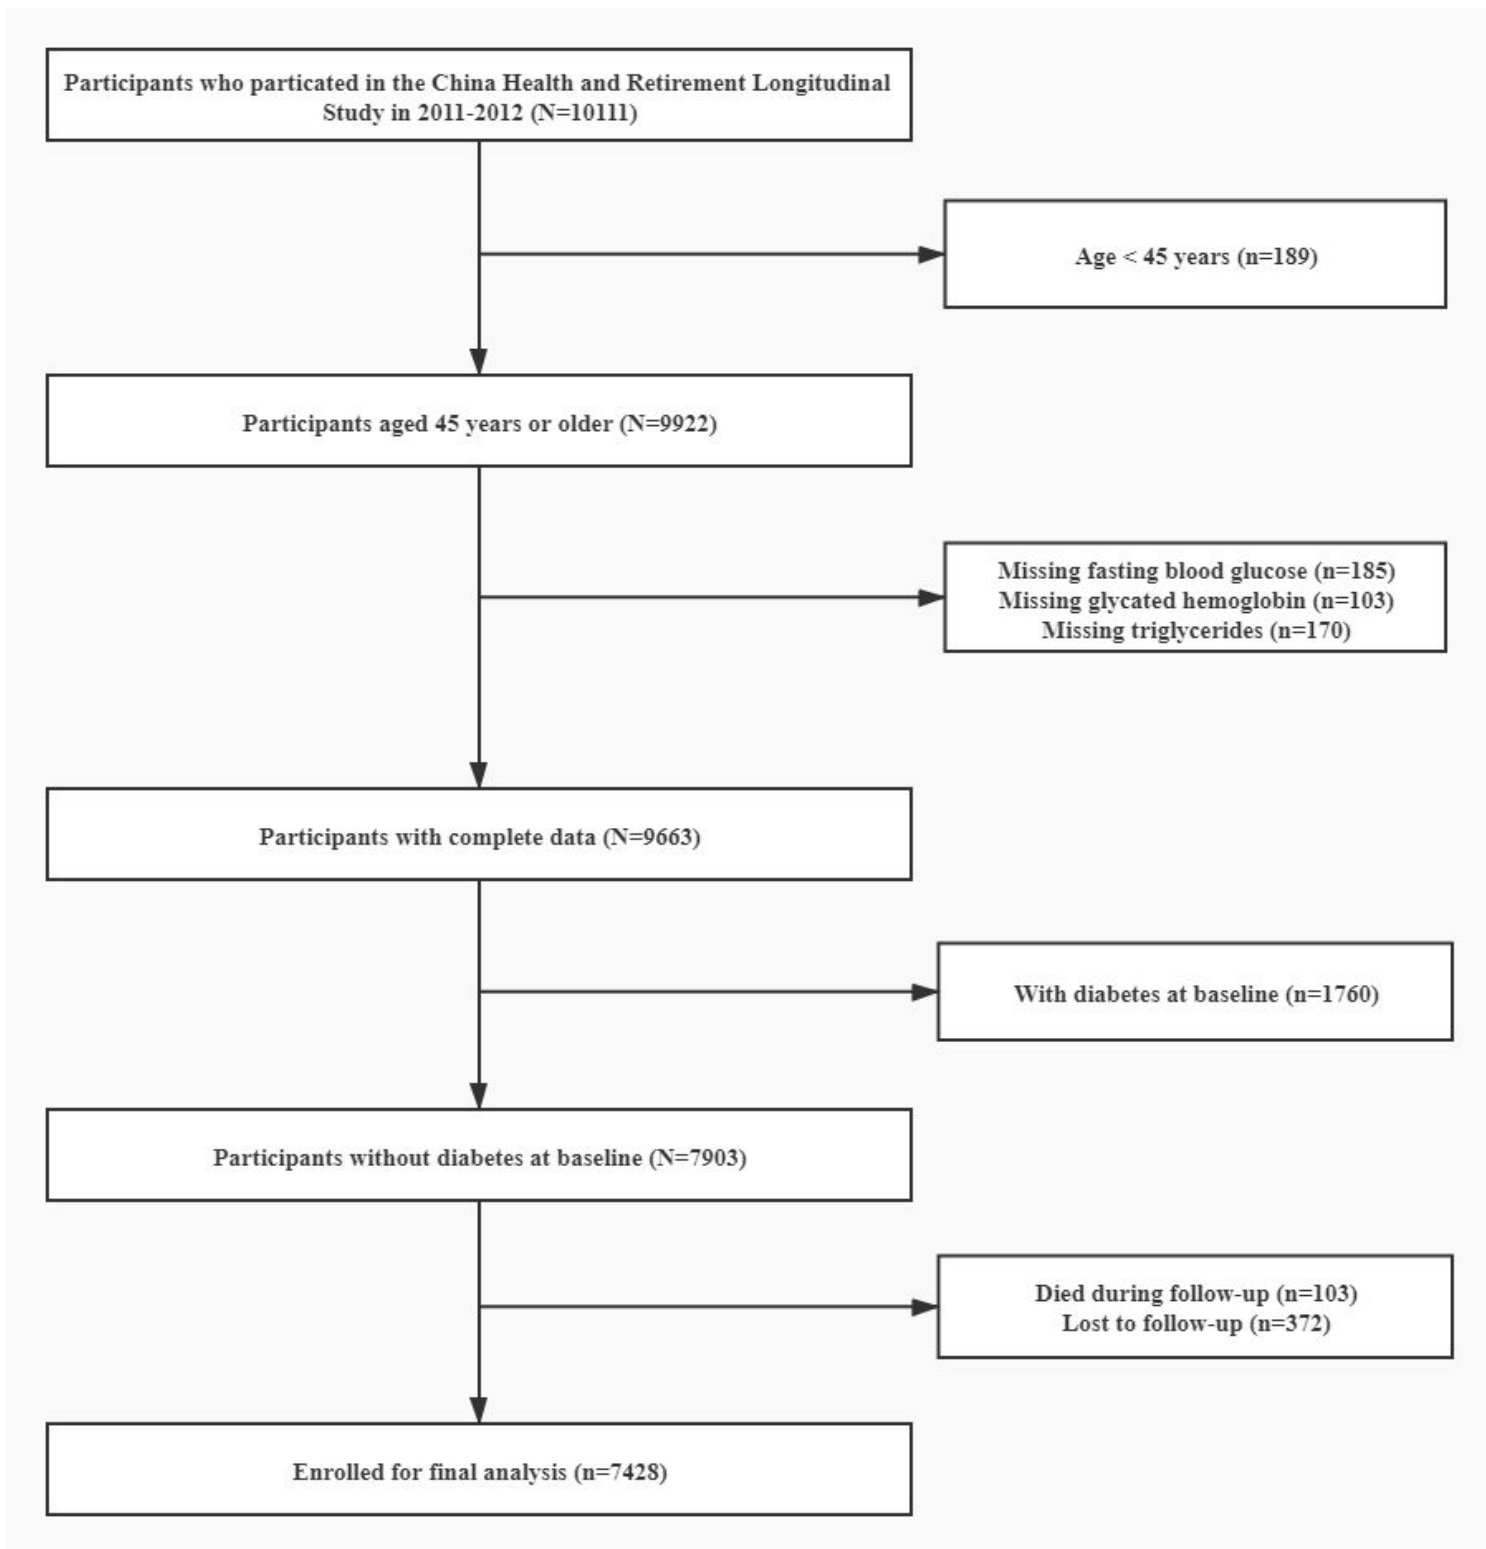 Participants who particated in the China Health and Retirement Longitudinal
Study in 2011-2012 (N=10111)
Age < 45 years (n=189)
Participants aged 45 years or older (N=9922)
Missing fasting blood glucose (n=185)
Missing glycated hemoglobin (n=103)
Missing triglycerides (n=170)
Participants with complete data (N=9663)
With diabetes at baseline (n=1760)
Participants without diabetes at baseline (N=7903)
Died during follow-up (n=103)
Lost to follow-up (n=372)
Enrolled for final analysis (n=7428)